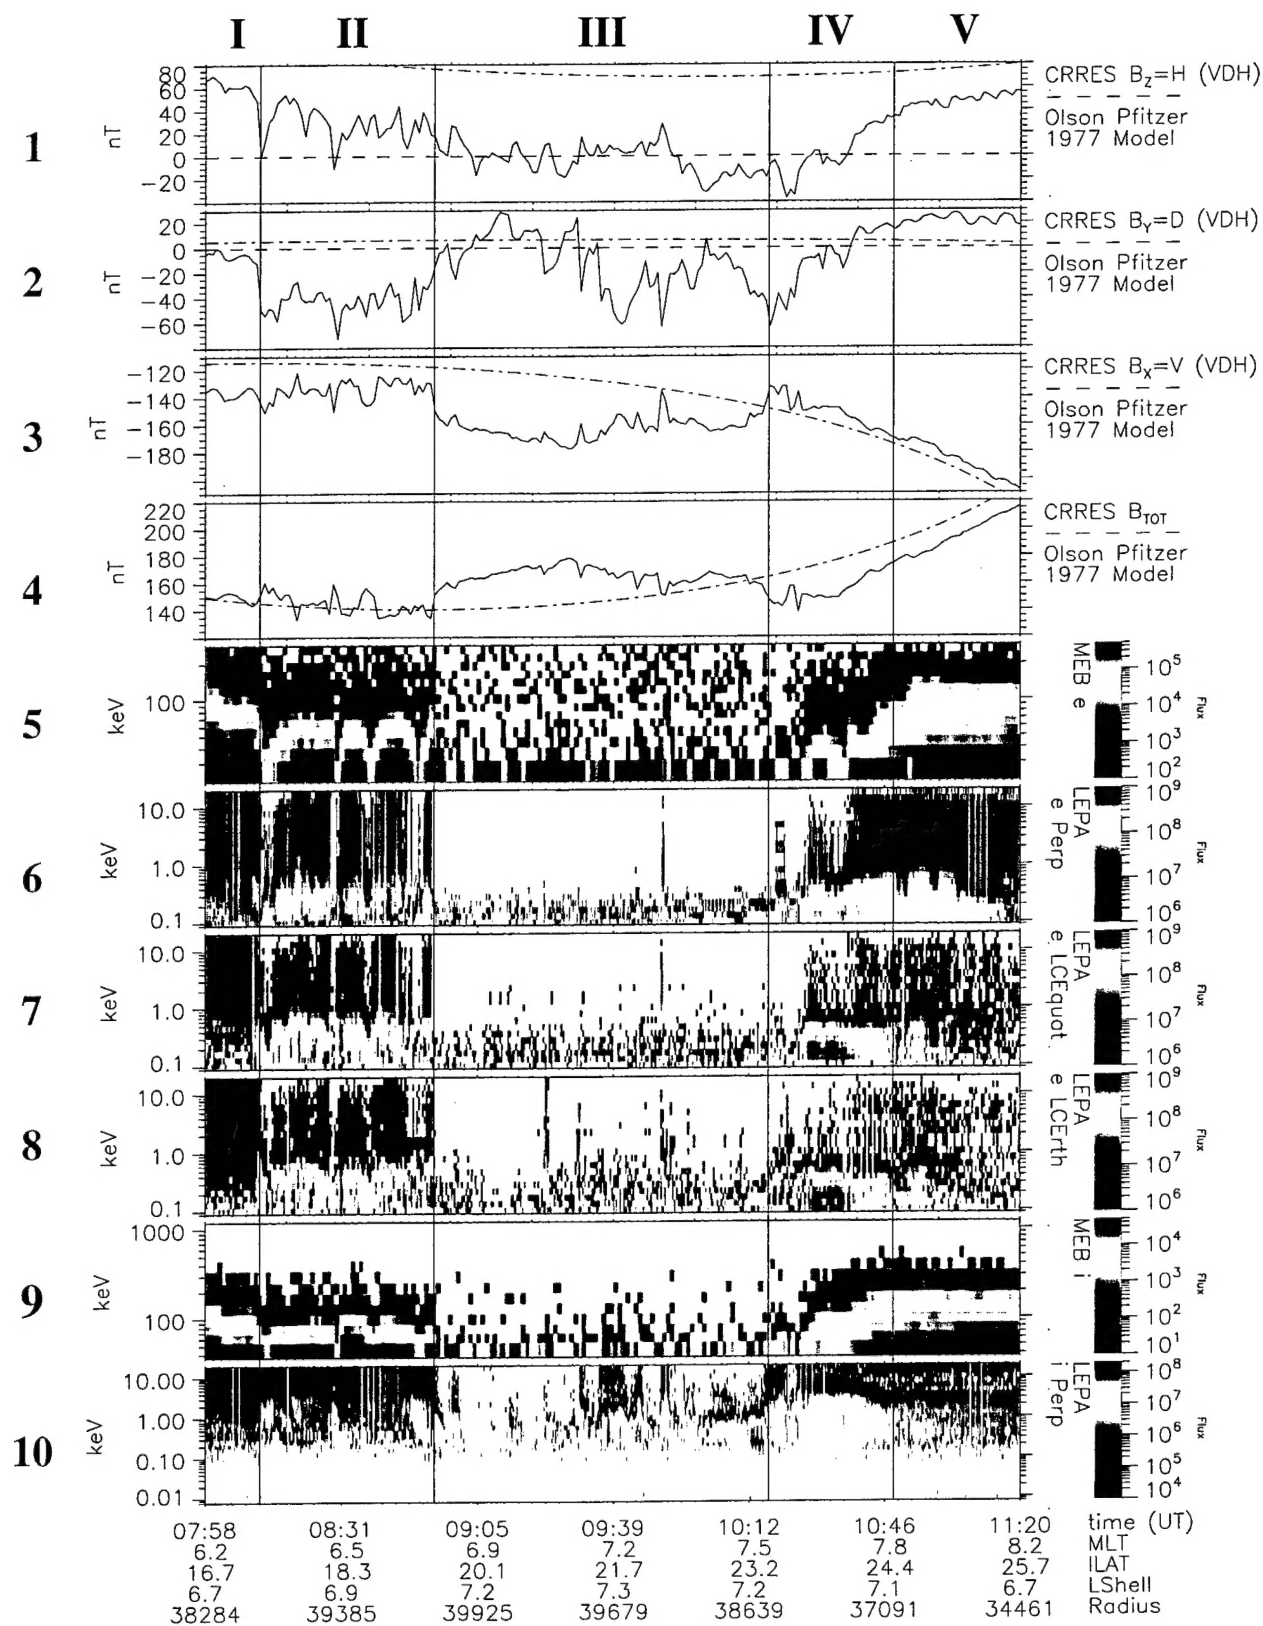 I II III IV V
1
80
60
40
20
0
−20
nT
CRRES BZ=H (VDH)
Olson Pfitzer
1977 Model
2
20
0
−20
−40
−60
nT
CRRES BY=D (VDH)
Olson Pfitzer
1977 Model
3
−120
−140
−160
−180
nT
CRRES BX=V (VDH)
Olson Pfitzer
1977 Model
4
220
200
180
160
140
nT
CRRES BTOT
Olson Pfitzer
1977 Model
5
100
keV
MEB e
10^5
10^4
10^3
10^2
Flux
6
10.0
1.0
0.1
keV
LEPA
e Perp
10^9
10^8
10^7
10^6
Flux
7
10.0
1.0
0.1
keV
LEPA
e LCEquat
10^9
10^8
10^7
10^6
Flux
8
10.0
1.0
0.1
keV
LEPA
e LCErth
10^9
10^8
10^7
10^6
Flux
9
1000
100
keV
MEB i
10^4
10^3
10^2
10^1
Flux
10
10.00
1.00
0.10
0.01
keV
LEPA
i Perp
10^8
10^7
10^6
10^5
10^4
Flux
07:58 08:31 09:05 09:39 10:12 10:46 11:20 time (UT)
6.2 6.5 6.9 7.2 7.5 7.8 8.2 MLT
16.7 18.3 20.1 21.7 23.2 24.4 25.7 ILAT
6.7 6.9 7.2 7.3 7.2 7.1 6.7 LShell
38284 39385 39925 39679 38639 37091 34461 Radius